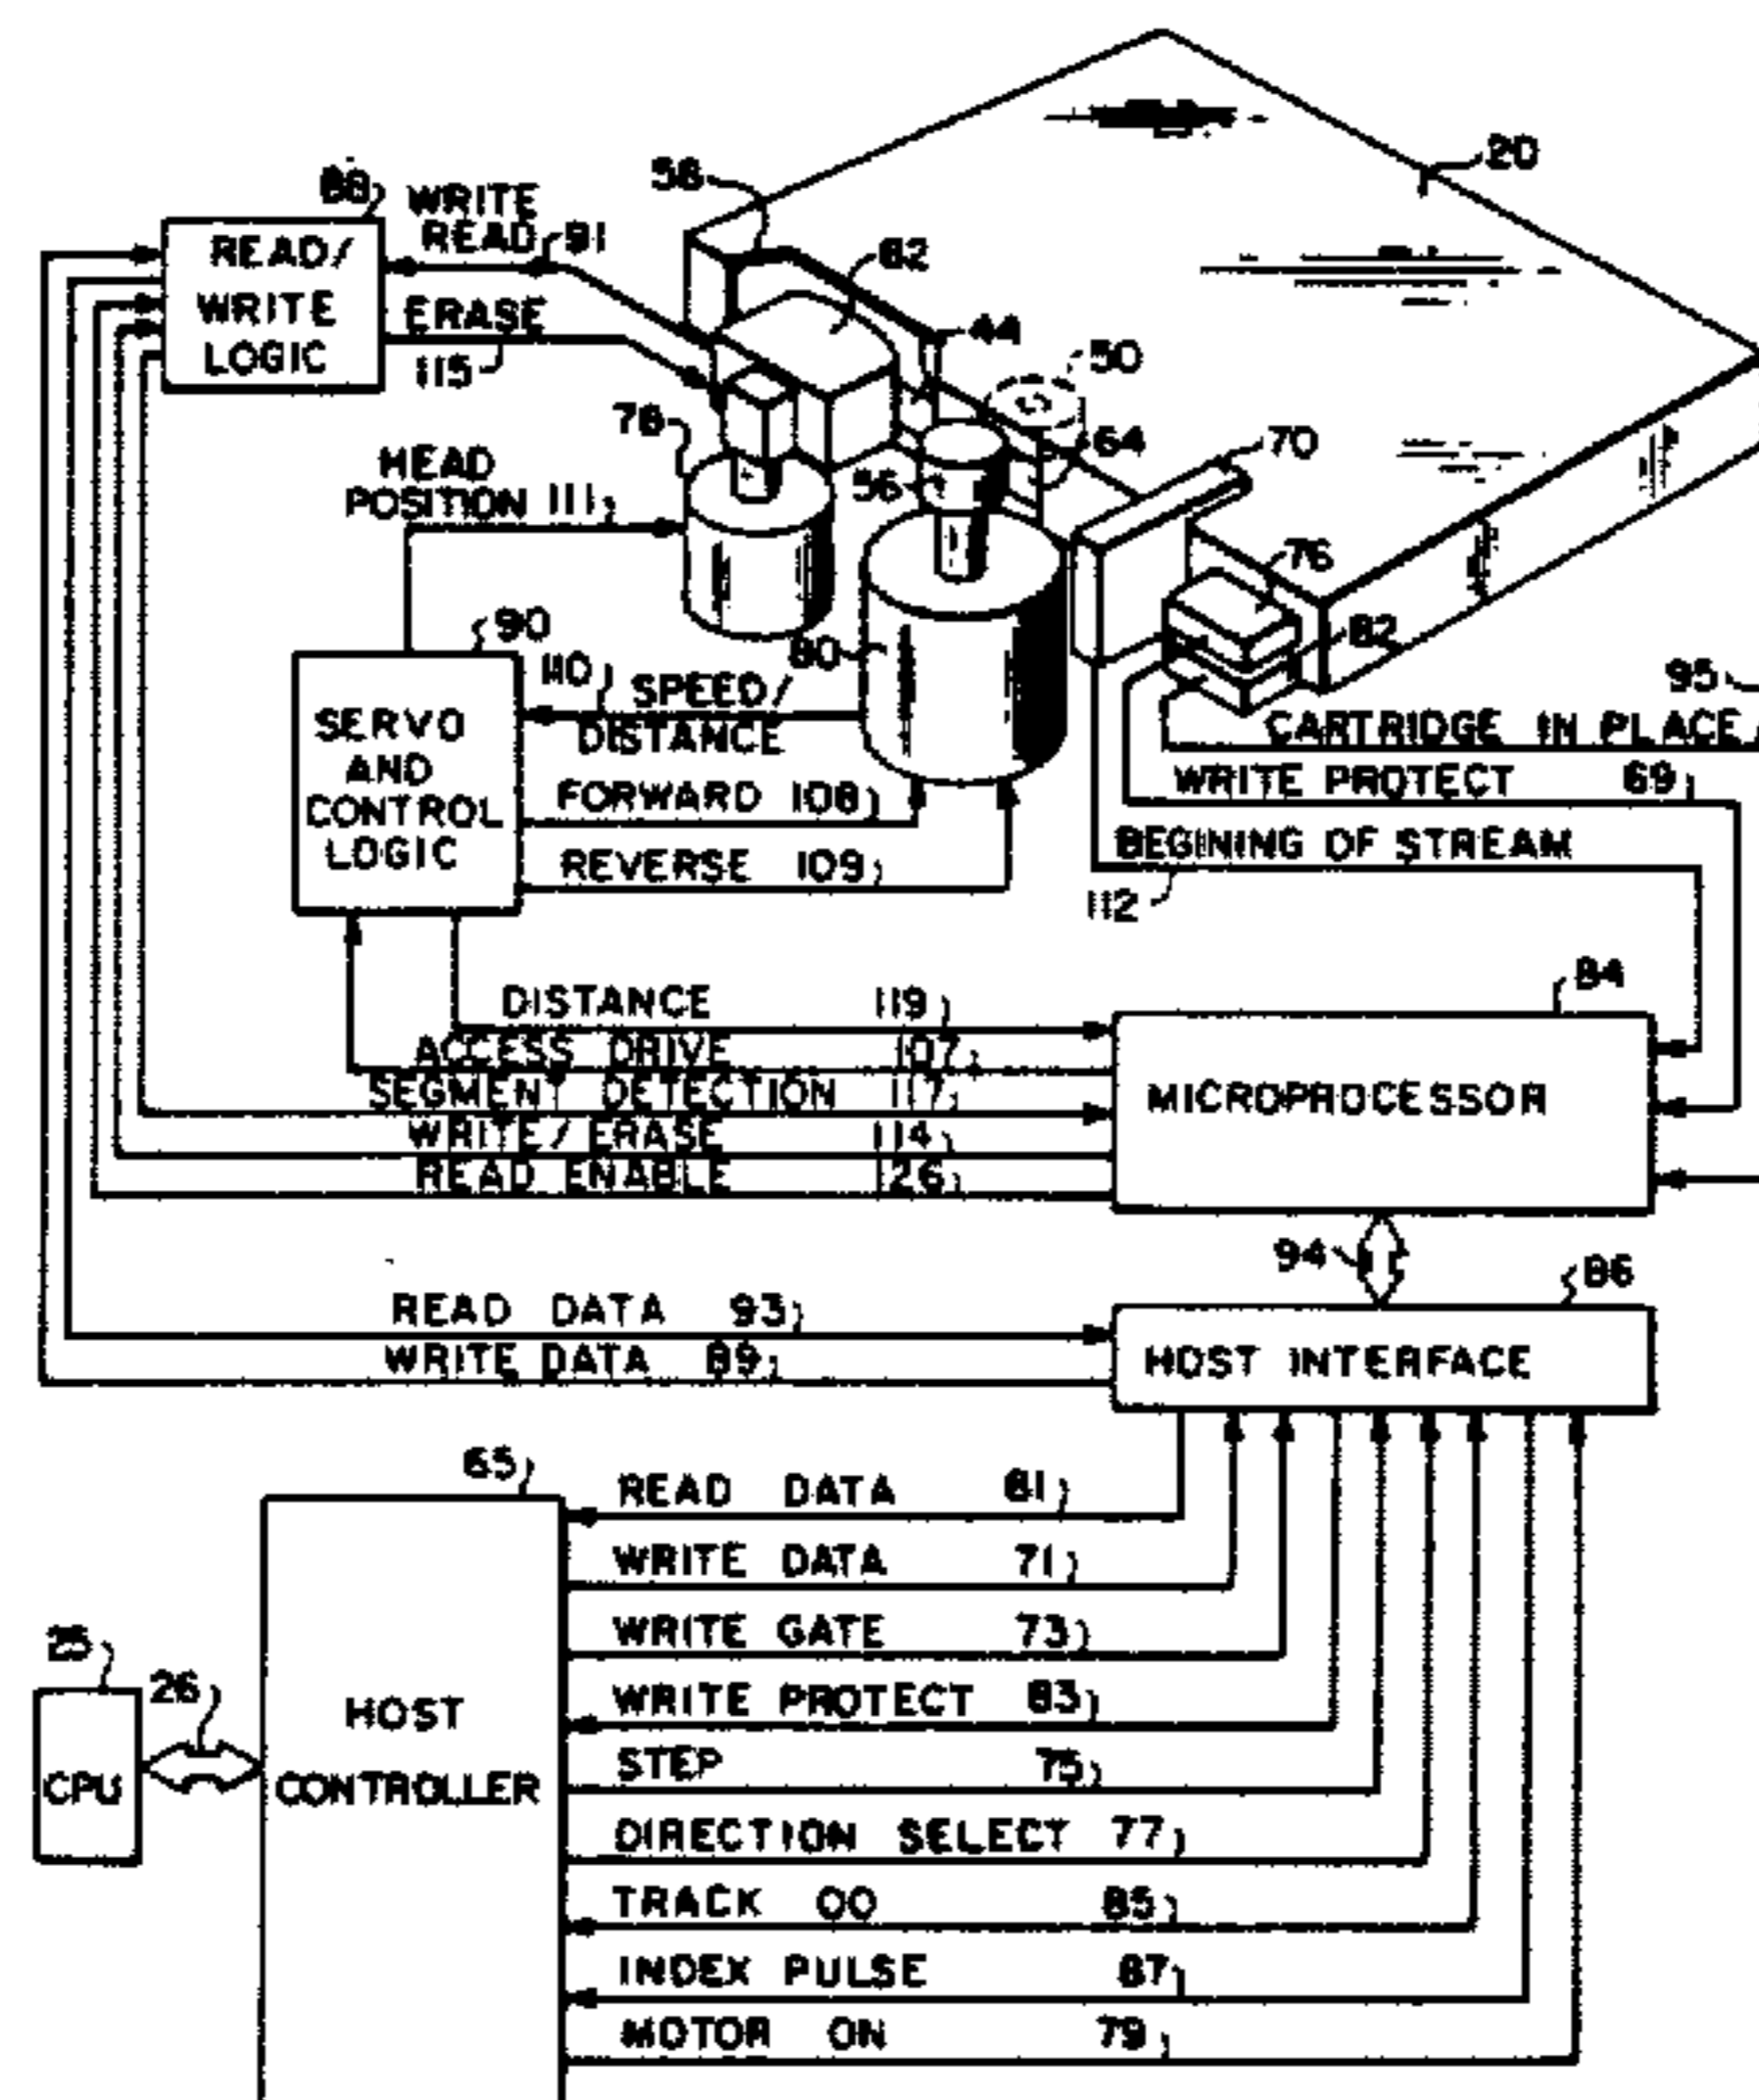 20
58
88
WRITE
READ 91
READ/
WRITE
LOGIC
62
ERASE
115
44
50
78
64
70
HEAD
POSITION 111
56
76
90
82
80
110
SPEED/
DISTANCE
95
SERVO
AND
CONTROL
LOGIC
CARTRIDGE IN PLACE
FORWARD 108
WRITE PROTECT 69
REVERSE 109
BEGINING OF STREAM
112
84
DISTANCE 119
ACCESS DRIVE 107
SEGMENT DETECTION 117
MICROPROCESSOR
WRITE/ERASE 114
READ ENABLE 126
94
86
READ DATA 93
WRITE DATA 89
HOST INTERFACE
65
READ DATA 81
WRITE DATA 71
WRITE GATE 73
25
26
WRITE PROTECT 83
HOST
CONTROLLER
CPU
STEP 75
DIRECTION SELECT 77
TRACK 00 85
INDEX PULSE 87
MOTOR ON 79